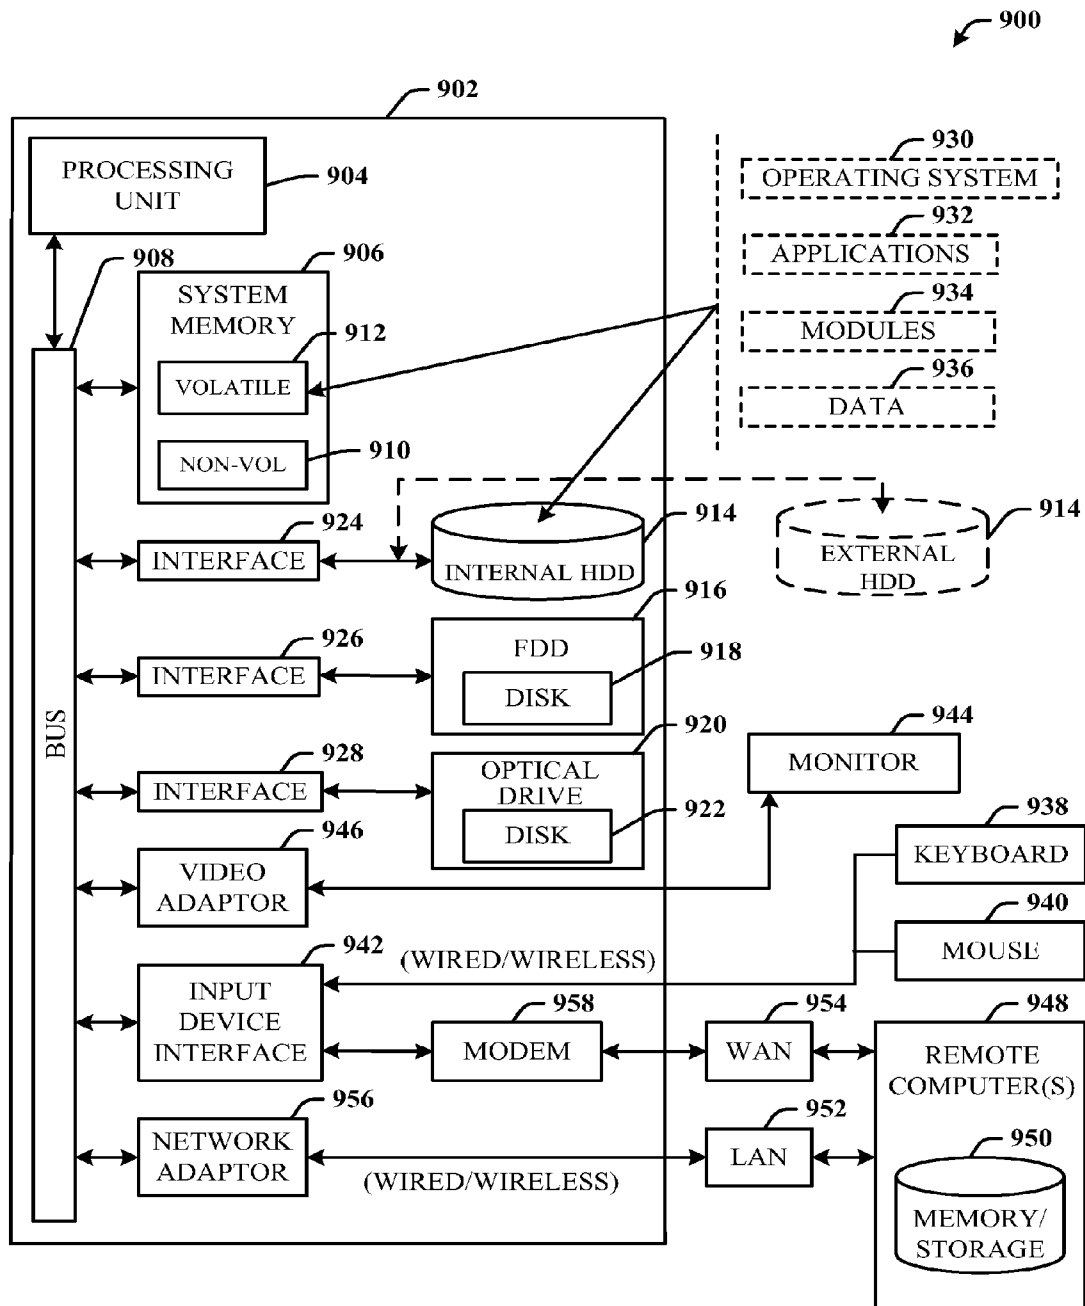 900
902
PROCESSING
UNIT
904
930
OPERATING SYSTEM
908
906
932
APPLICATIONS
SYSTEM
MEMORY
912
934
MODULES
VOLATILE
936
DATA
NON-VOL
910
924
INTERFACE
914
INTERNAL HDD
914
EXTERNAL
HDD
926
INTERFACE
916
FDD
918
DISK
BUS
928
INTERFACE
920
OPTICAL
DRIVE
922
DISK
944
MONITOR
946
VIDEO
ADAPTOR
938
KEYBOARD
940
MOUSE
942
(WIRED/WIRELESS)
INPUT
DEVICE
INTERFACE
958
MODEM
954
WAN
948
REMOTE
COMPUTER(S)
956
NETWORK
ADAPTOR
(WIRED/WIRELESS)
952
LAN
950
MEMORY/
STORAGE